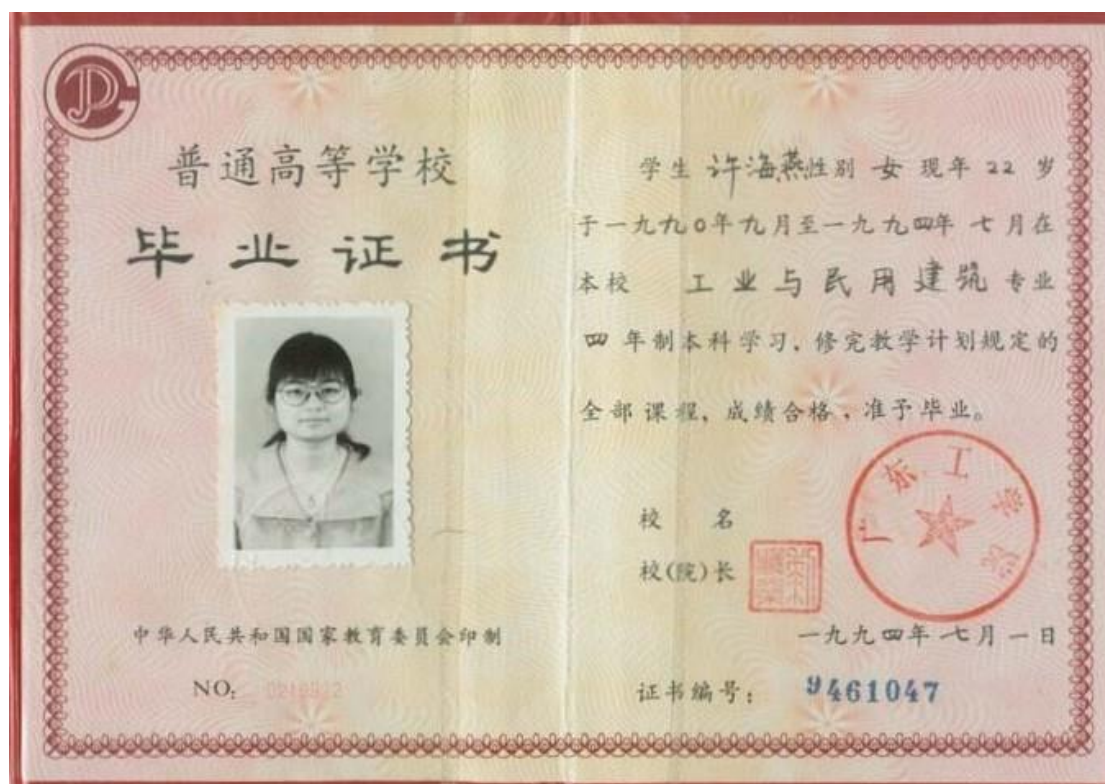 普通高等学校
毕业证书
中华人民共和国国家教育委员会印制
NO:
学生 许海燕性别 女 现年 22 岁
于一九九0年九月至一九九四年 七月在
本校 工业与民用建筑 专业
四 年制本科学习，修完教学计划规定的
全部课程，成绩合格，准予毕业。
广东工学院
校 名
校(院)长
一九九四年 七月 一日
证书编号： 9461047